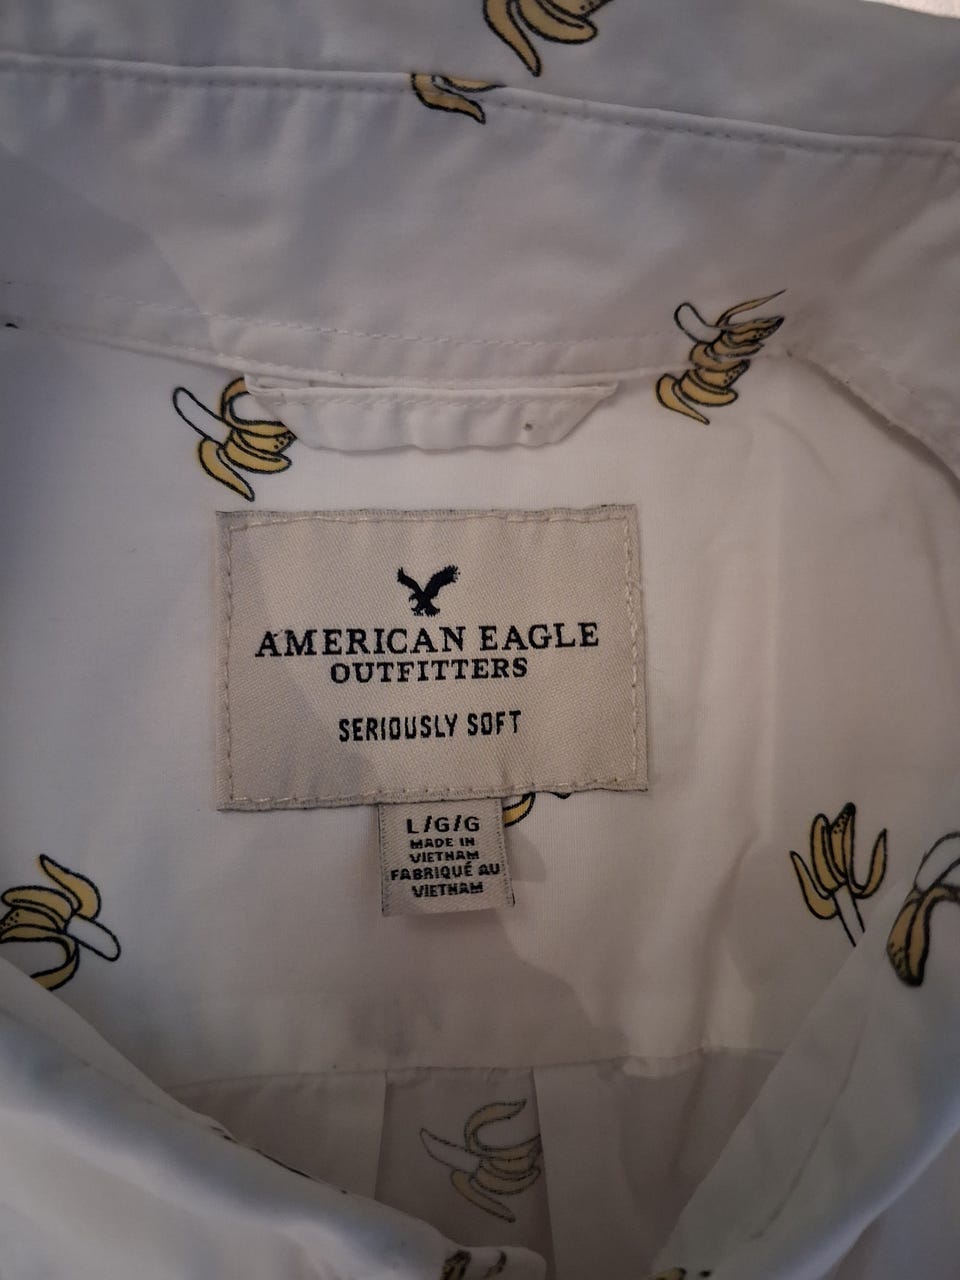 AMERICAN EAGLE
OUTFITTERS
SERIOUSLY SOFT
L/G/G
MADE IN
VIETNAM
FABRIQUÉ AU
VIETNAM